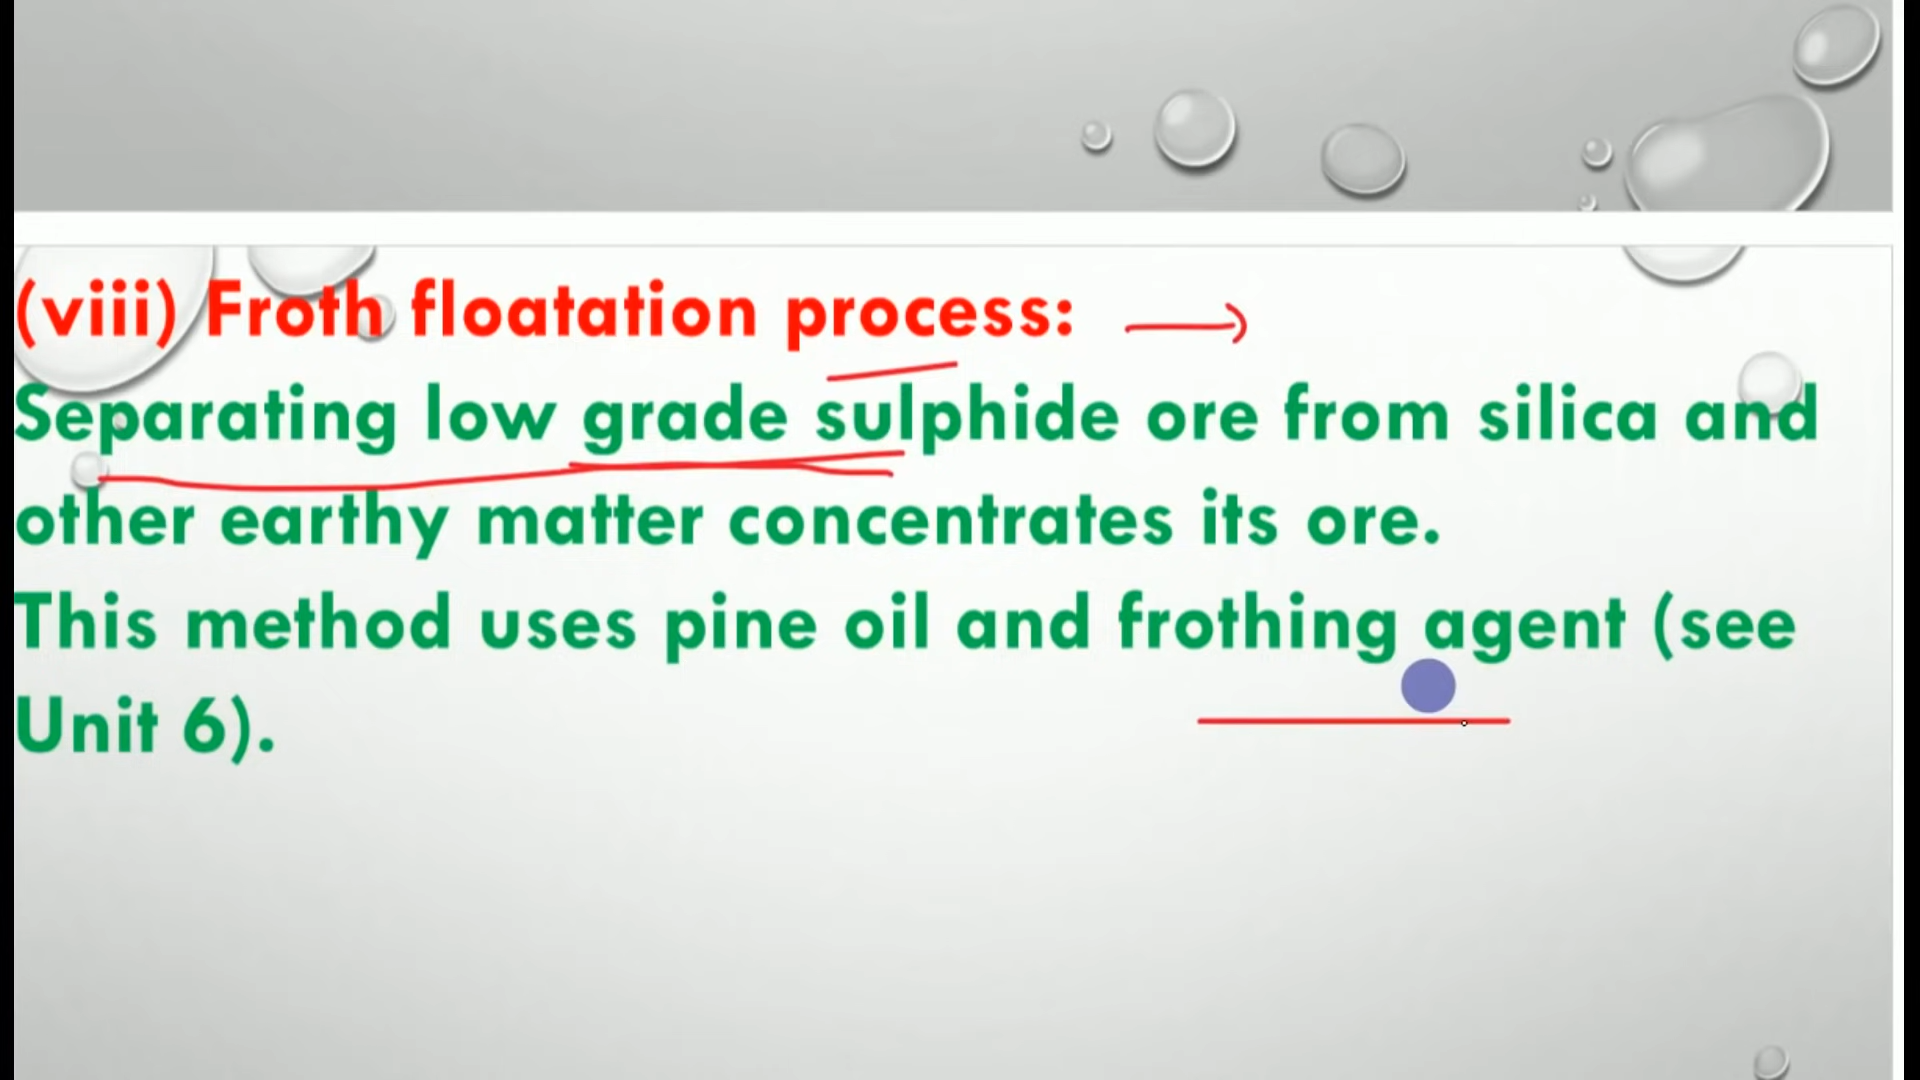 (viii) Froth floatation process:
Separating low grade sulphide ore from silica and
other earthy matter concentrates its ore.
This method uses pine oil and frothing agent (see
Unit 6).